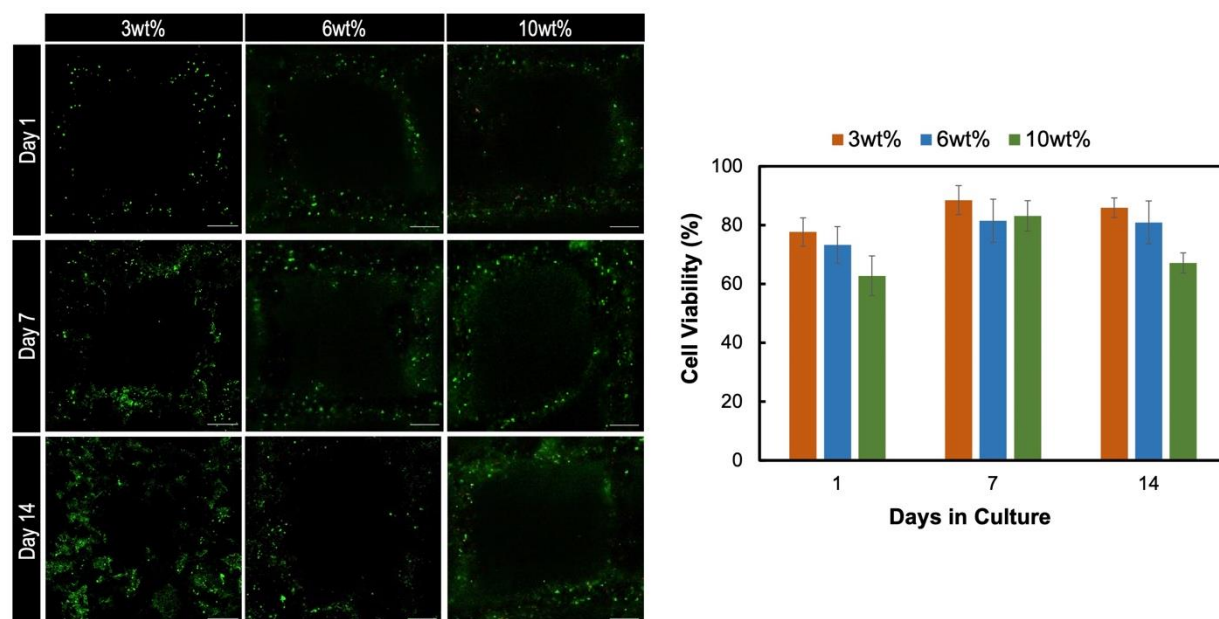 3wt% 6wt% 10wt%
Day 1
Day 7
Day 14
3wt% 6wt% 10wt%
Cell Viability (%)
100
80
60
40
20
0
1 7 14
Days in Culture